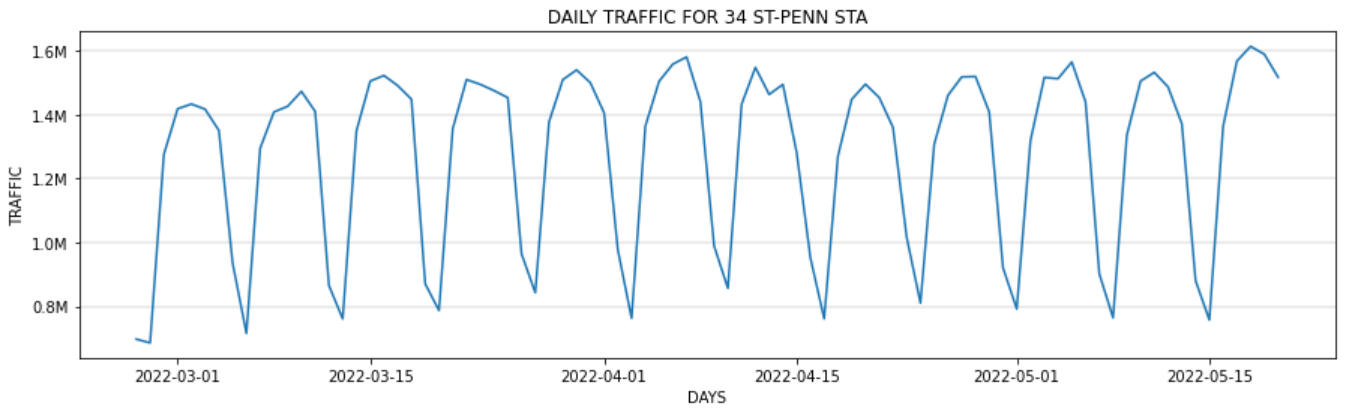 DAILY TRAFFIC FOR 34 ST-PENN STA
1.6M
1.4M
1.2M
1.0M
0.8M
TRAFFIC
2022-03-01 2022-03-15 2022-04-01 2022-04-15 2022-05-01 2022-05-15
DAYS